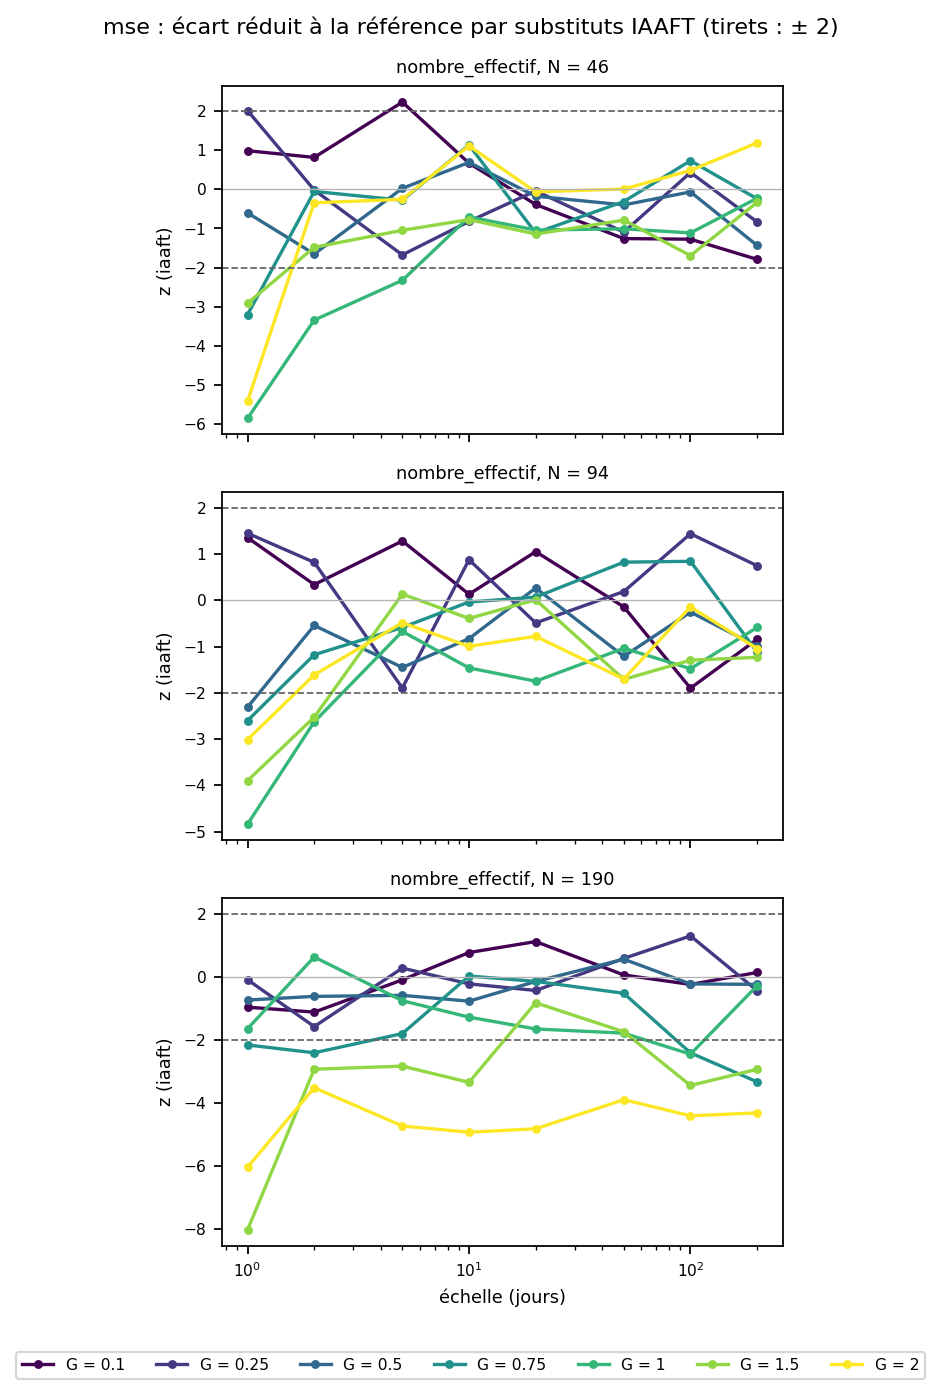 mse : écart réduit à la référence par substituts IAAFT (tirets : ± 2)
nombre_effectif, N = 46
2
1
0
−1
−2
−3
−4
−5
−6
z (iaaft)
nombre_effectif, N = 94
2
1
0
−1
−2
−3
−4
−5
z (iaaft)
nombre_effectif, N = 190
2
0
−2
−4
−6
−8
z (iaaft)
10⁰ 10¹ 10²
échelle (jours)
G = 0.1 G = 0.25 G = 0.5 G = 0.75 G = 1 G = 1.5 G = 2